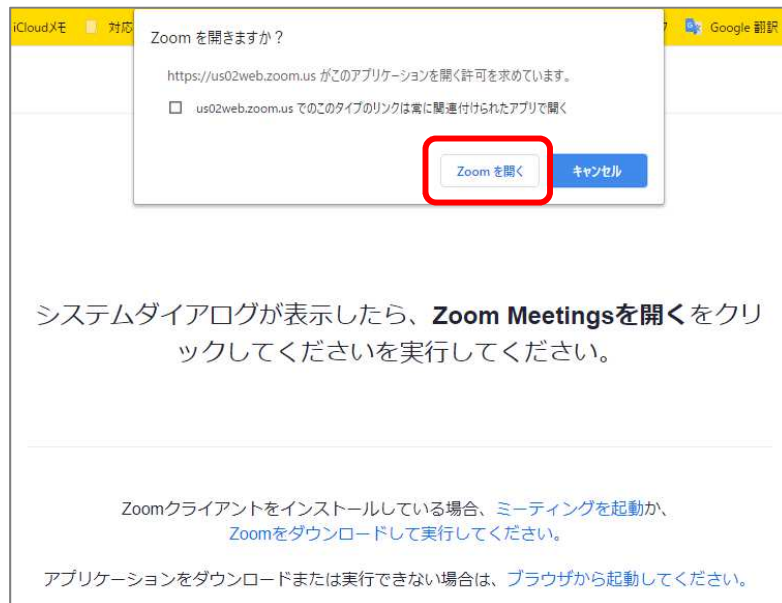 iCloudメモ 対応 Google 翻訳
Zoom を開きますか？
https://us02web.zoom.us がこのアプリケーションを開く許可を求めています。
us02web.zoom.us でのこのタイプのリンクは常に関連付けられたアプリで開く
Zoom を開く キャンセル
システムダイアログが表示したら、Zoom Meetingsを開くをクリ
ックしてくださいを実行してください。
Zoomクライアントをインストールしている場合、ミーティングを起動か、
Zoomをダウンロードして実行してください。
アプリケーションをダウンロードまたは実行できない場合は、ブラウザから起動してください。